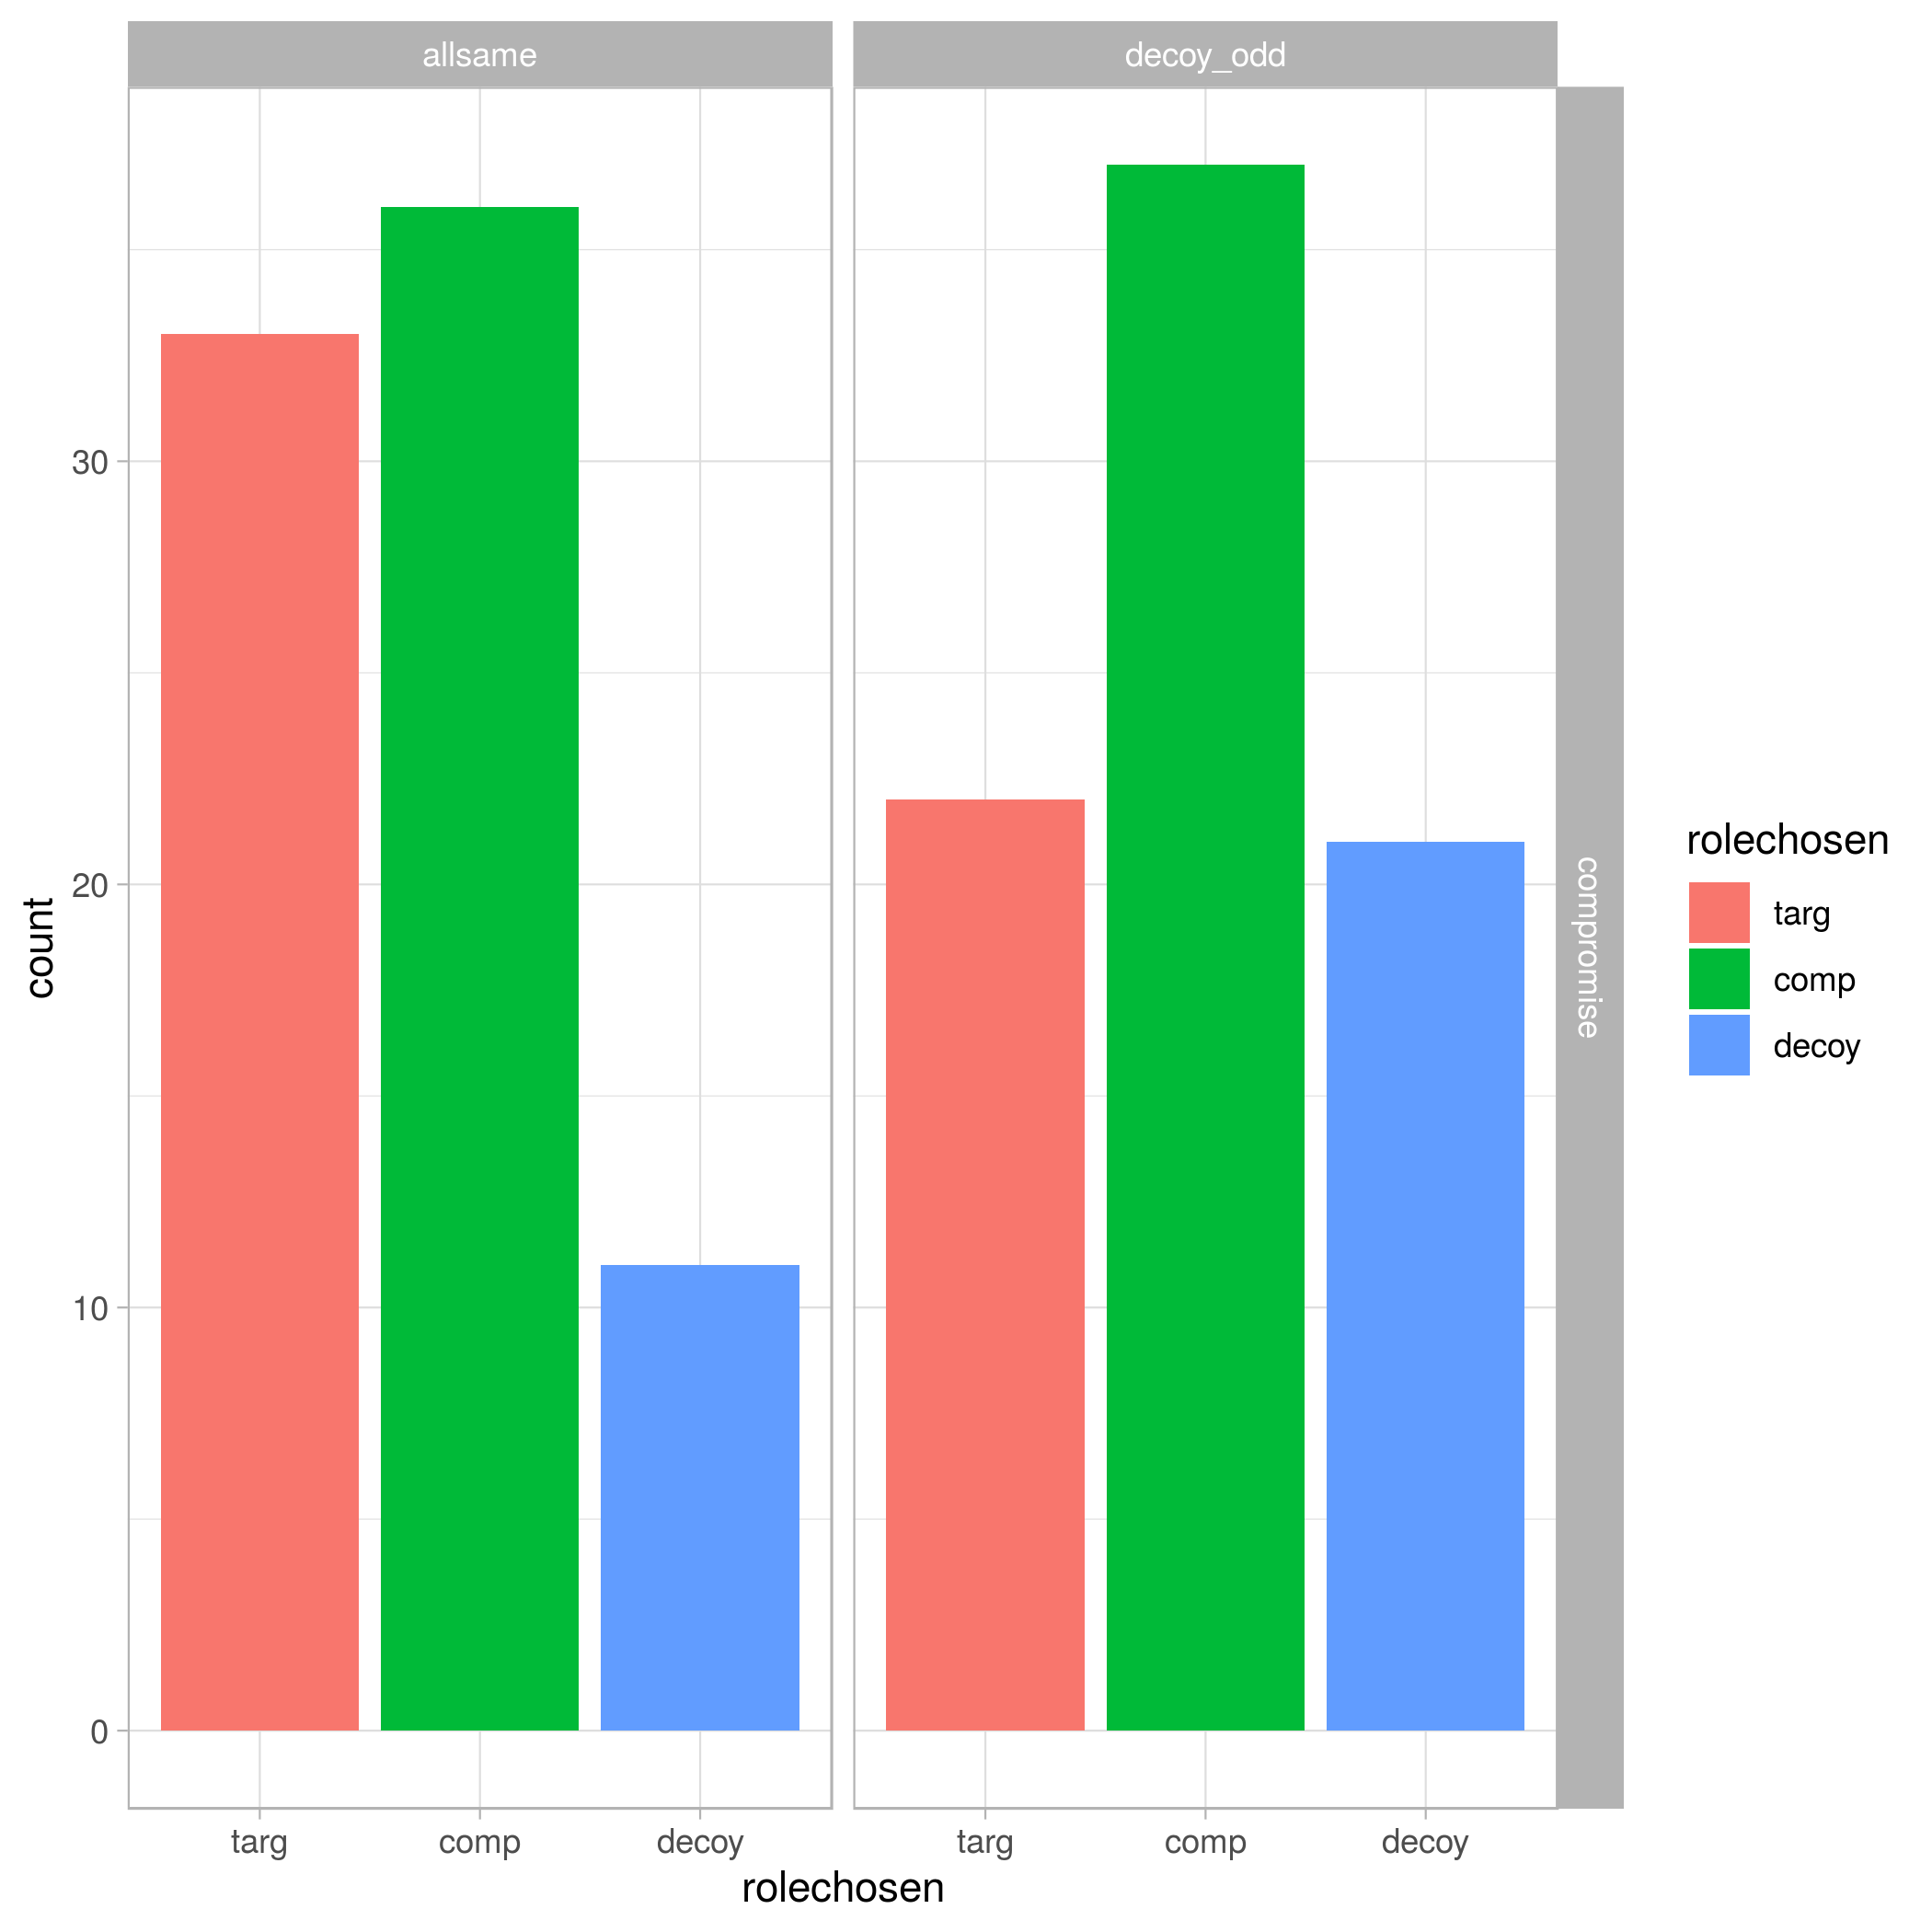 allsame
decoy_odd
count
30
20
10
0
compromise
targ
comp
decoy
targ
comp
decoy
rolechosen
rolechosen
targ
comp
decoy